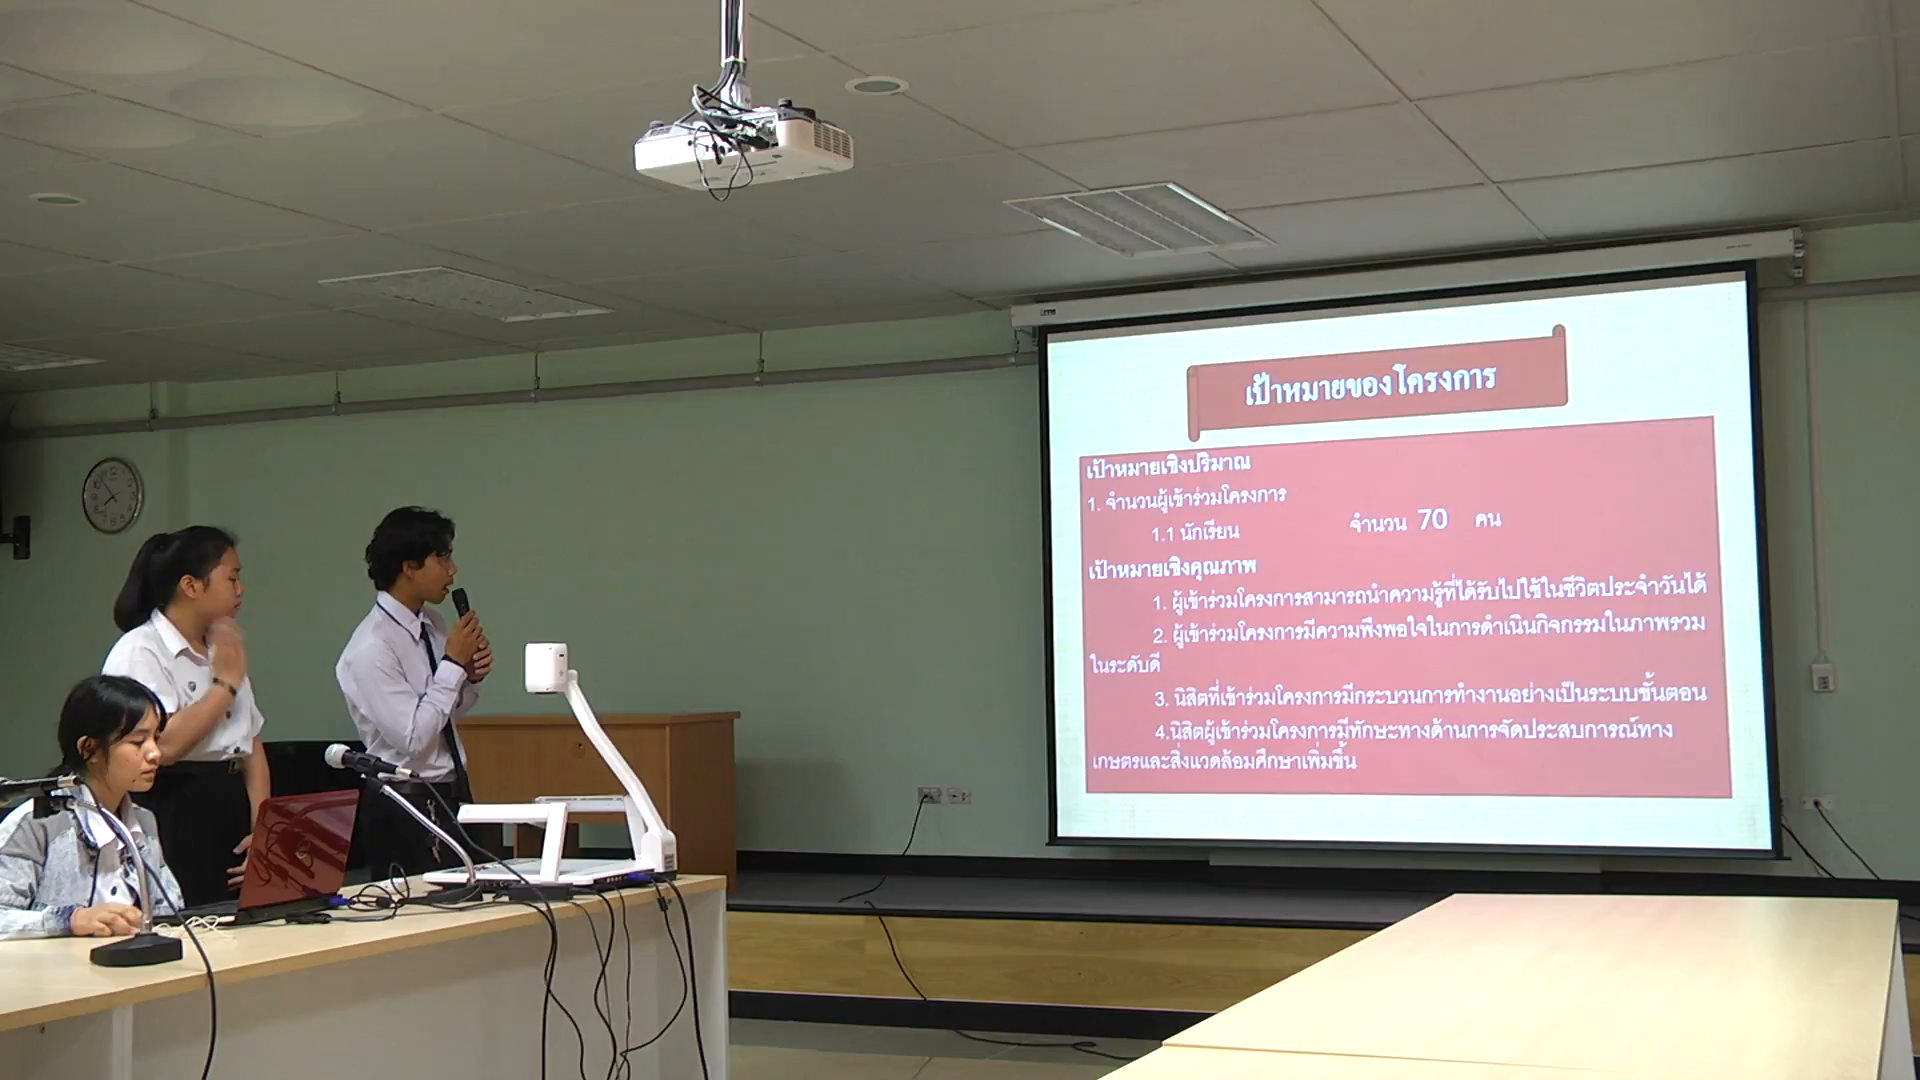 เป้าหมายของโครงการ
เป้าหมายเชิงปริมาณ
1. จำนวนผู้เข้าร่วมโครงการ
1.1 นักเรียน จำนวน 70 คน
เป้าหมายเชิงคุณภาพ
1. ผู้เข้าร่วมโครงการสามารถนำความรู้ที่ได้รับไปใช้ในชีวิตประจำวันได้
2. ผู้เข้าร่วมโครงการมีความพึงพอใจในการดำเนินกิจกรรมในภาพรวม
ในระดับดี
3. นิสิตที่เข้าร่วมโครงการมีกระบวนการทำงานอย่างเป็นระบบขั้นตอน
4.นิสิตผู้เข้าร่วมโครงการมีทักษะทางด้านการจัดประสบการณ์ทาง
เกษตรและสิ่งแวดล้อมศึกษาเพิ่มขึ้น